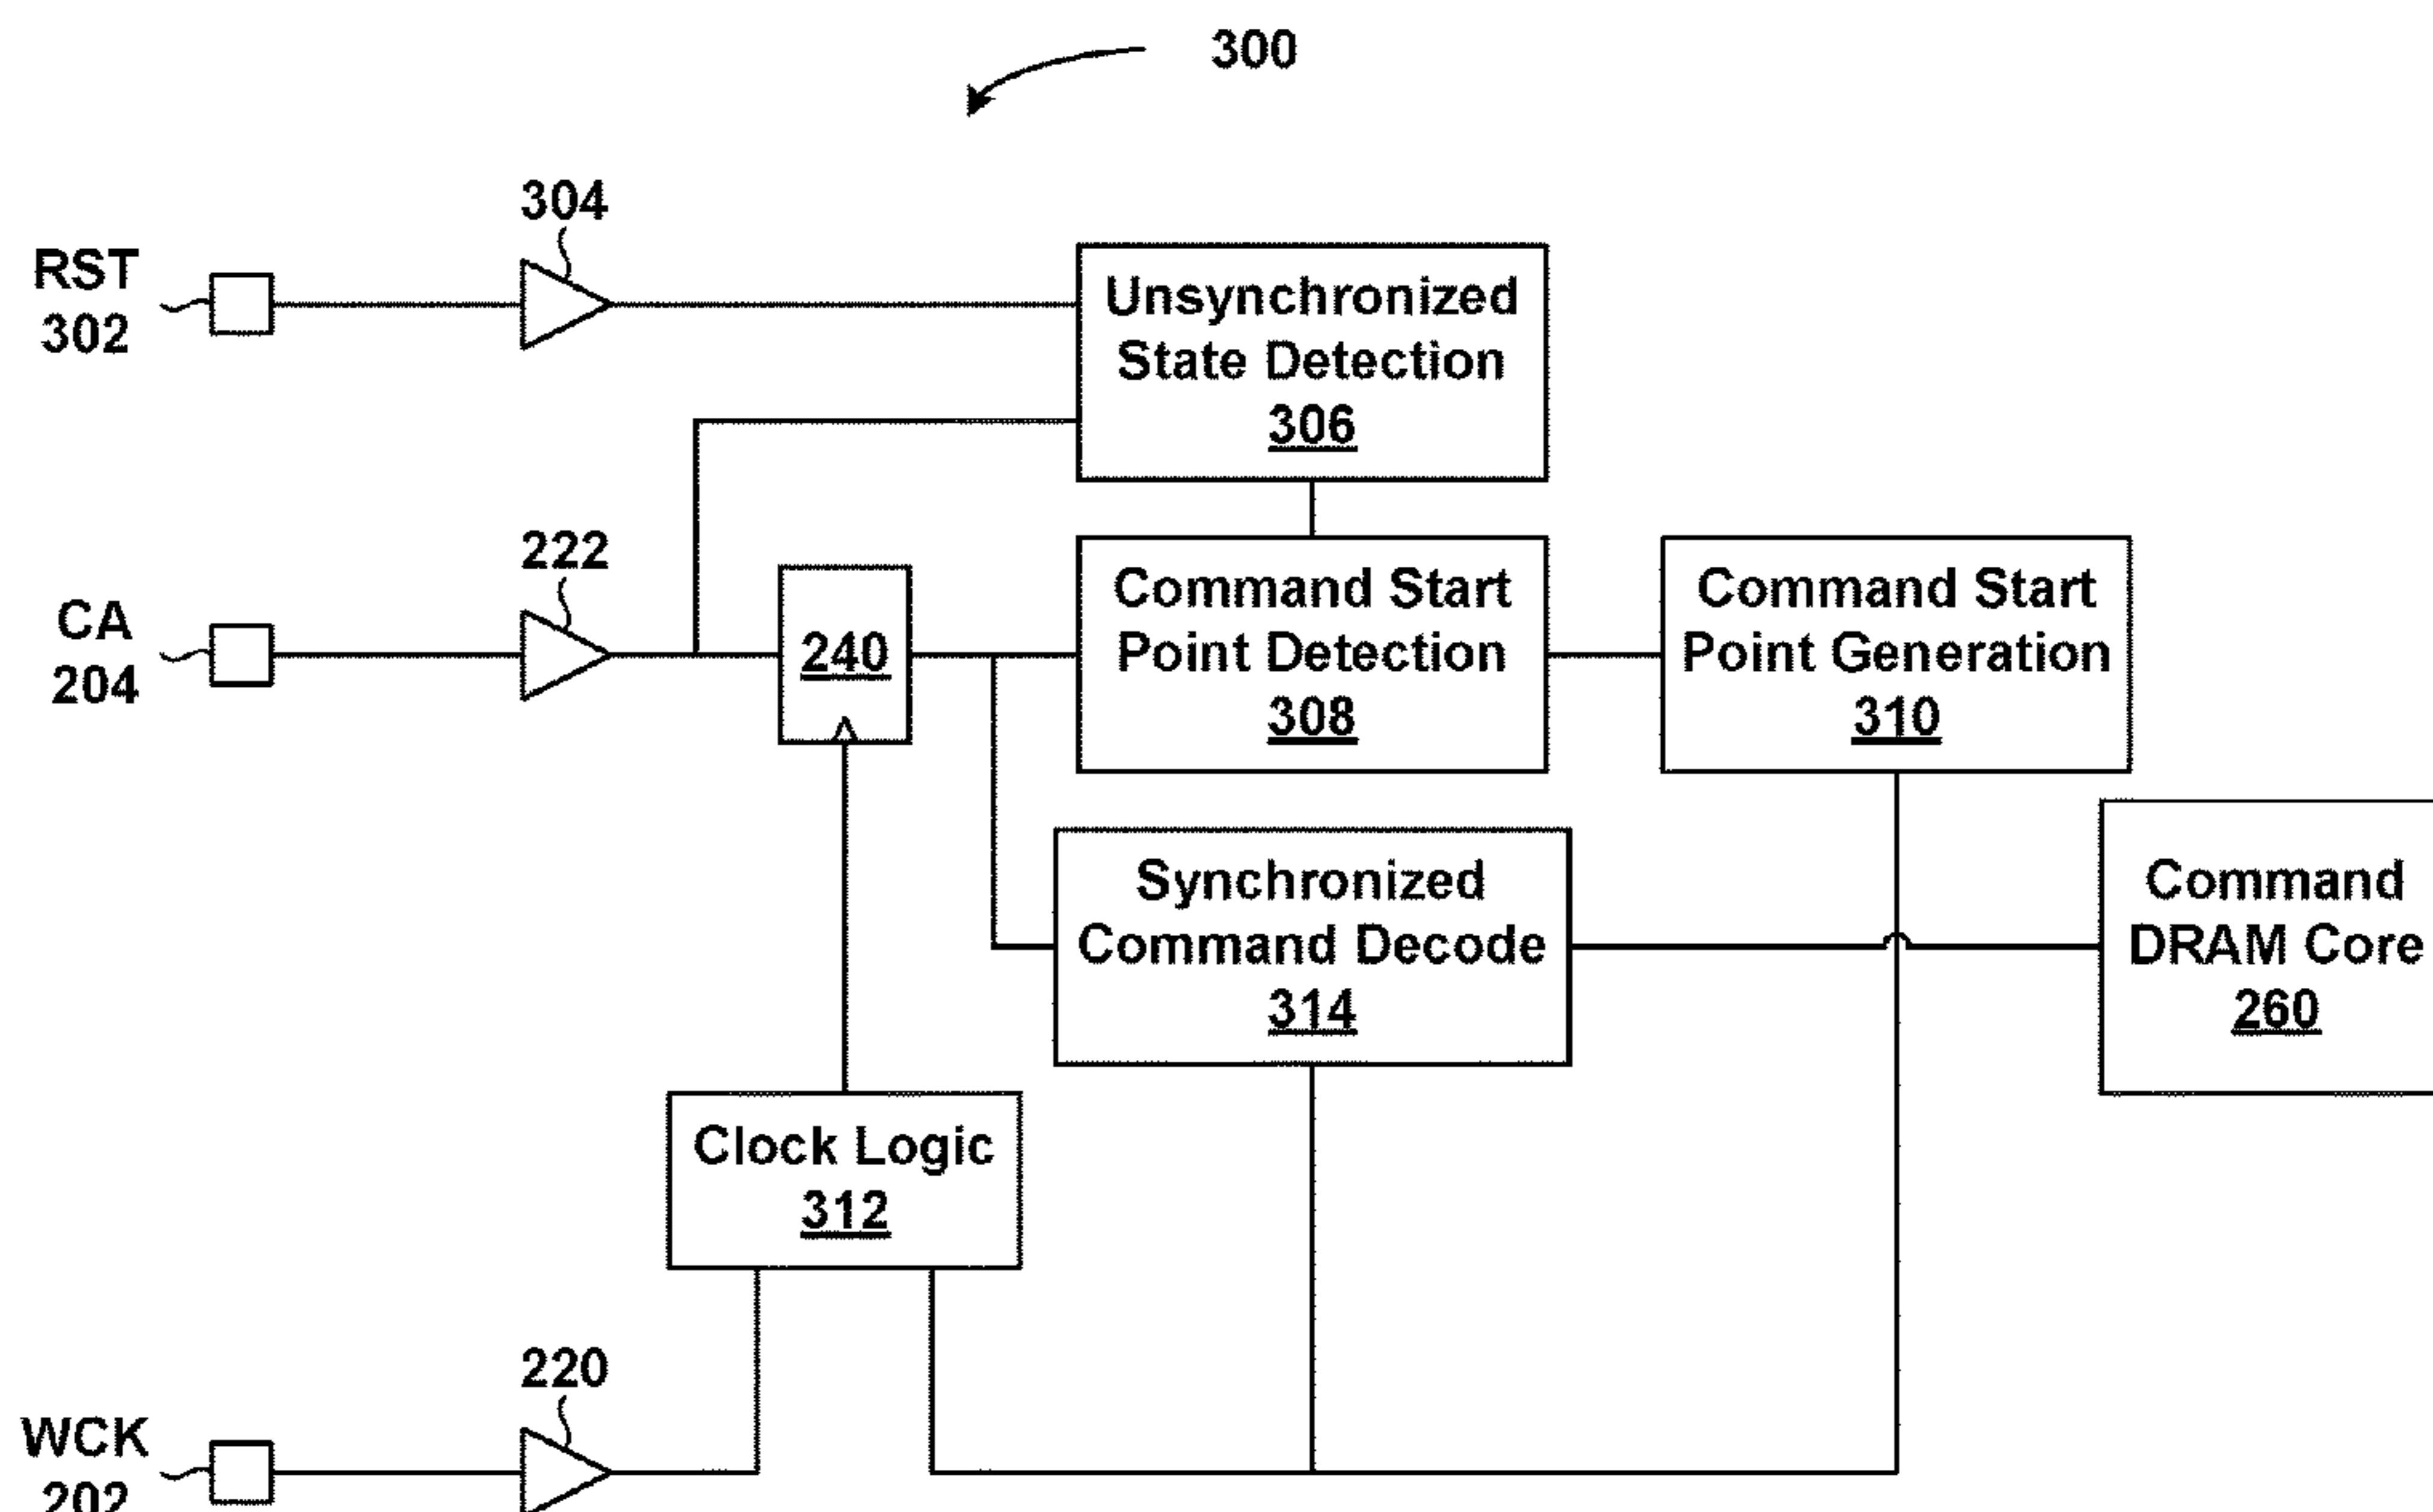 300
304
RST
302
Unsynchronized
State Detection
306
222
CA
204
240
Command Start
Point Detection
308
Command Start
Point Generation
310
Synchronized
Command Decode
314
Command
DRAM Core
260
Clock Logic
312
220
WCK
202